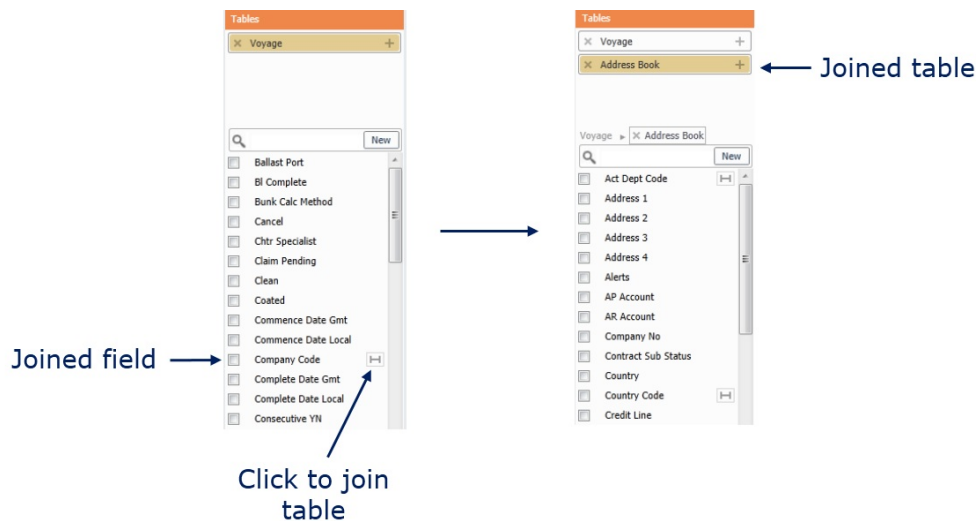 Tables
Voyage
New
Ballast Port
Bl Complete
Bunk Calc Method
Cancel
Chtr Specialist
Claim Pending
Clean
Coated
Commence Date Gmt
Commence Date Local
Company Code
Complete Date Gmt
Complete Date Local
Consecutive YN
Joined field
Click to join
table
Tables
Voyage
Address Book
Joined table
Voyage ▸ Address Book
New
Act Dept Code
Address 1
Address 2
Address 3
Address 4
Alerts
AP Account
AR Account
Company No
Contract Sub Status
Country
Country Code
Credit Line